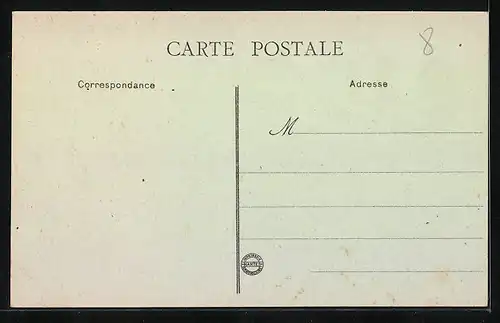 CARTE POSTALE
8
Correspondance
Adresse
M